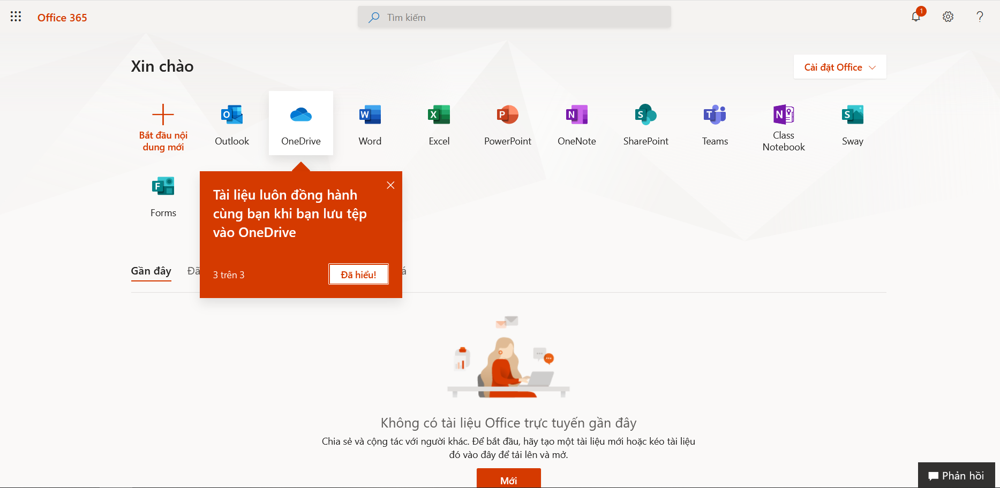 Office 365
Tìm kiếm
1
Xin chào
Cài đặt Office
Bắt đầu nội
dung mới
Outlook
OneDrive
Word
Excel
PowerPoint
OneNote
SharePoint
Teams
Class
Notebook
Sway
Forms
Tài liệu luôn đồng hành
cùng bạn khi bạn lưu tệp
vào OneDrive
3 trên 3
Đã hiểu!
Gần đây
Không có tài liệu Office trực tuyến gần đây
Chia sẻ và cộng tác với người khác. Để bắt đầu, hãy tạo một tài liệu mới hoặc kéo tài liệu
đó vào đây để tải lên và mở.
Mới
Phản hồi